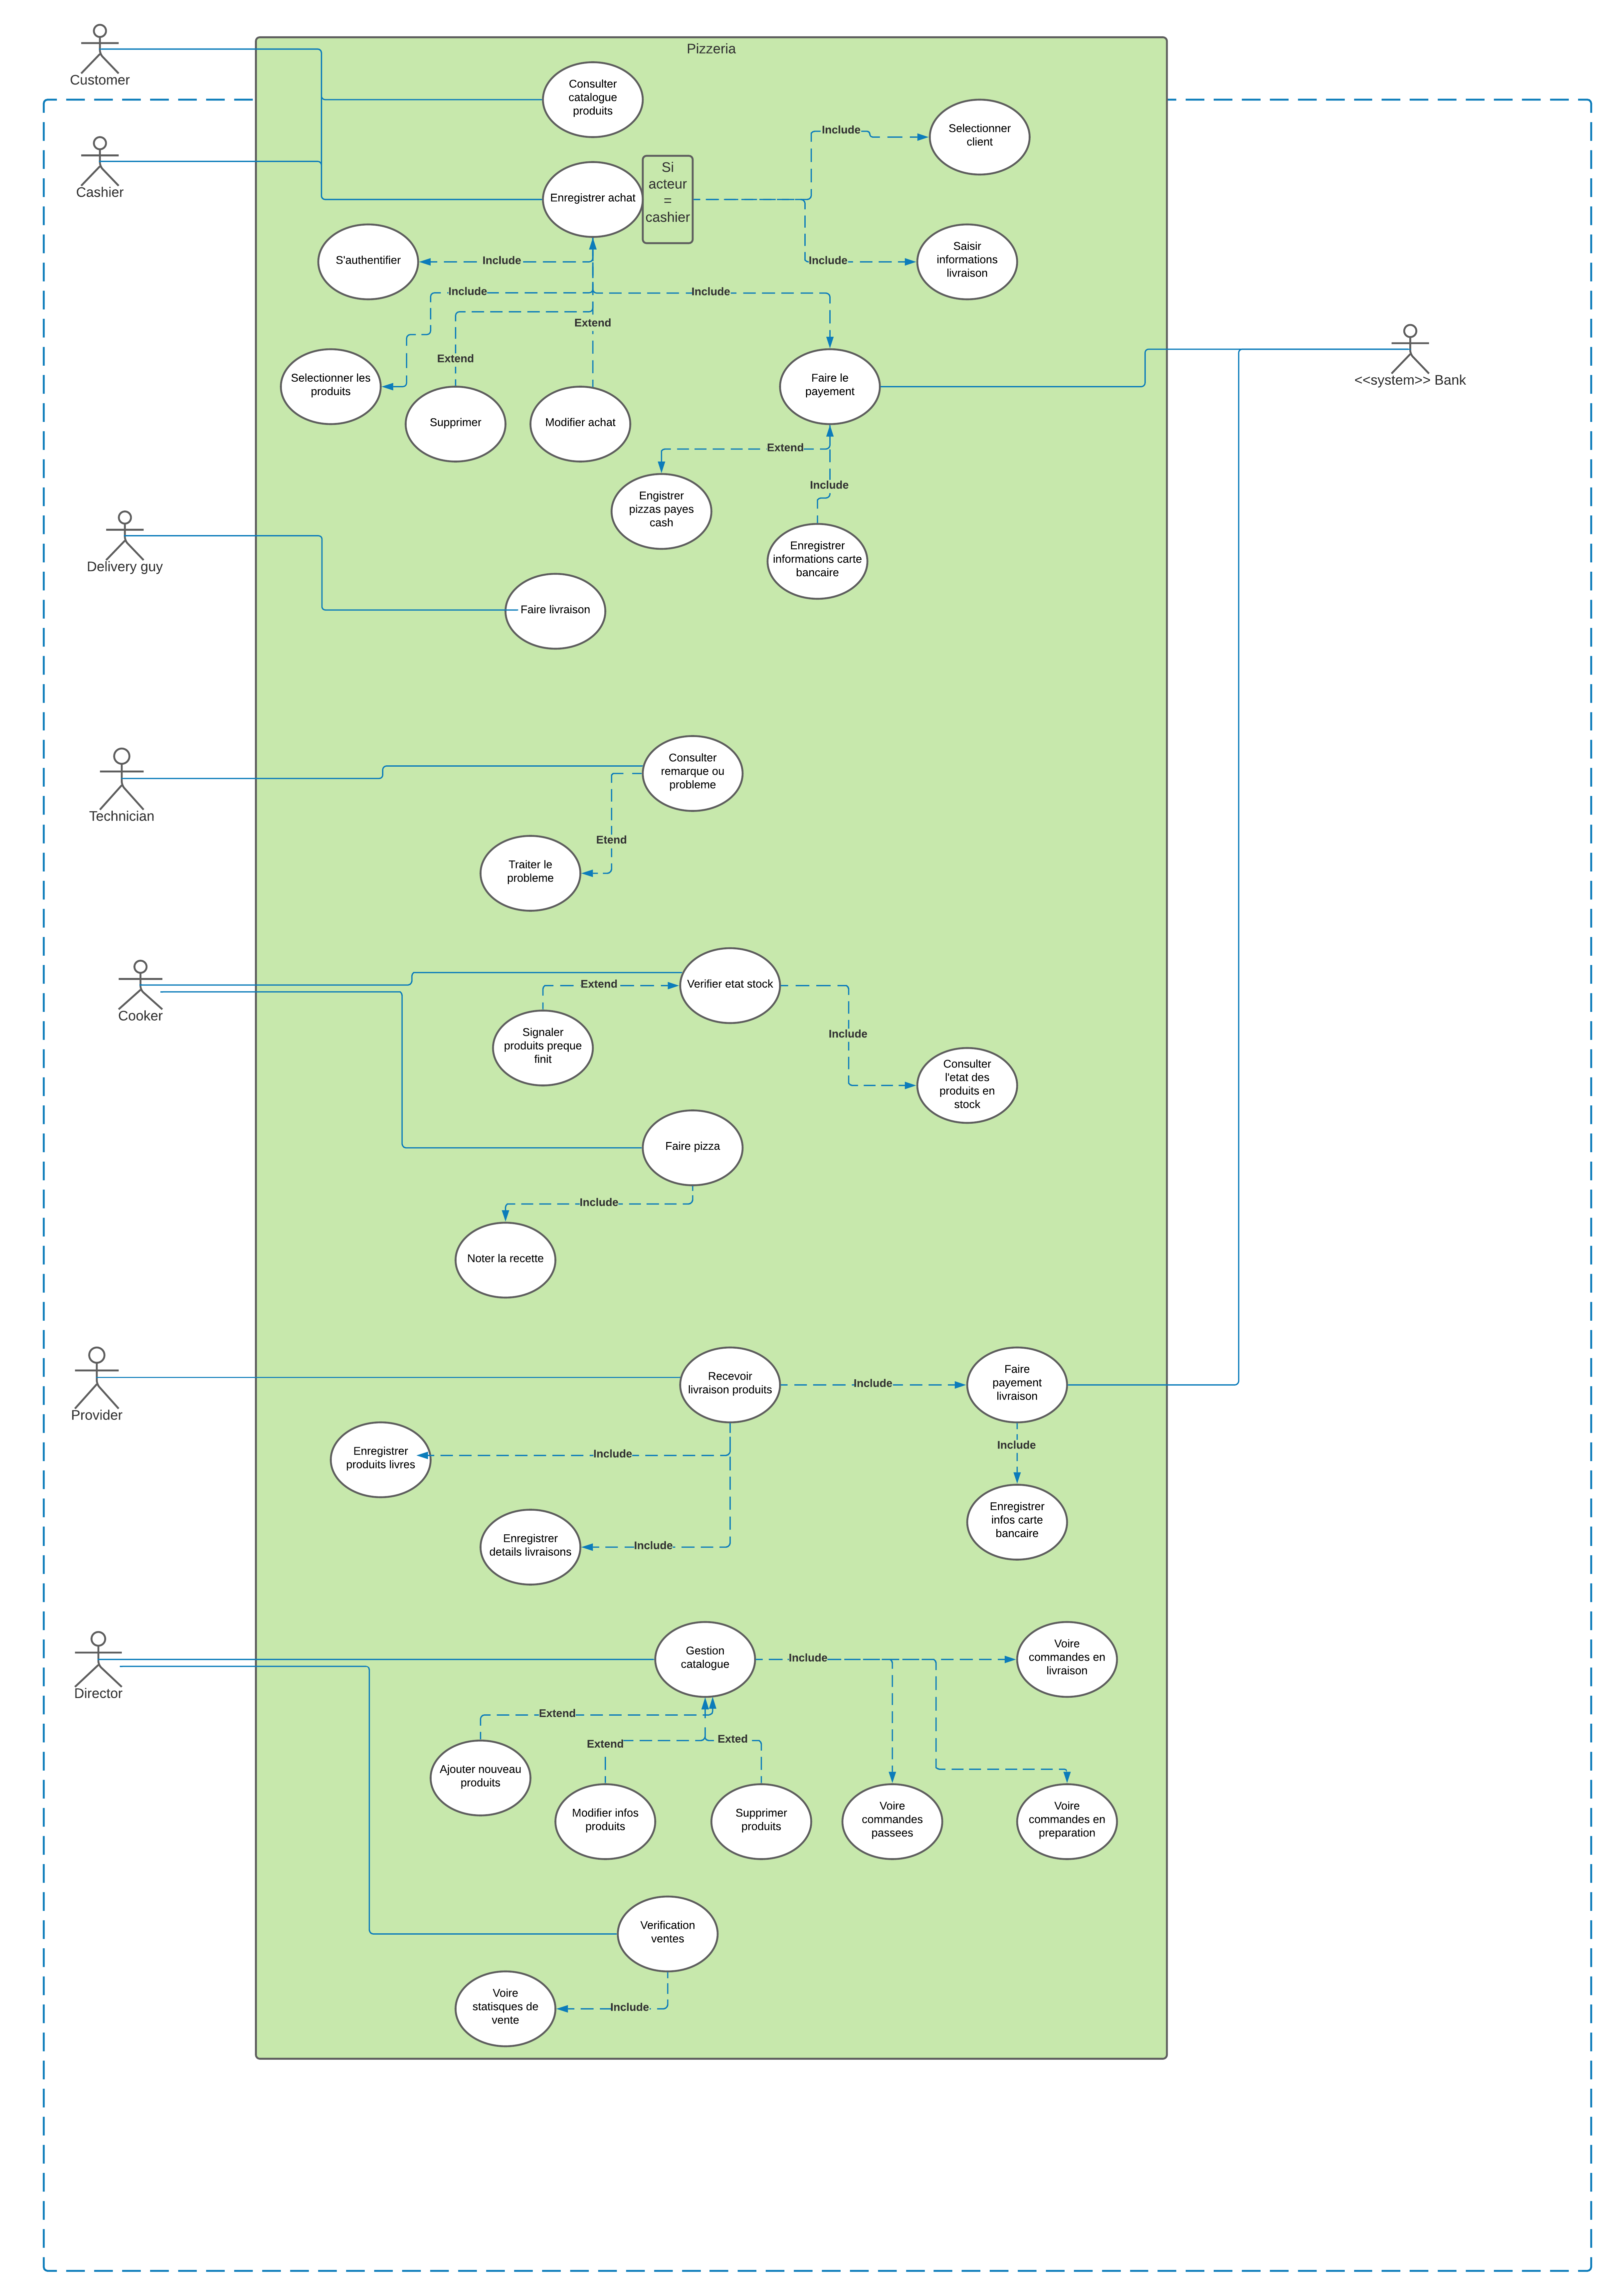 Customer
Pizzeria
Consulter
catalogue
produits
Include
Selectionner
client
Cashier
Enregistrer achat
Si
acteur
=
cashier
S'authentifier
Include
Include
Saisir
informations
livraison
Include
Include
Extend
Extend
Selectionner les
produits
Supprimer
Modifier achat
Faire le
payement
<<system>> Bank
Extend
Include
Engistrer
pizzas payes
cash
Enregistrer
informations carte
bancaire
Delivery guy
Faire livraison
Technician
Consulter
remarque ou
probleme
Etend
Traiter le
probleme
Cooker
Extend
Verifier etat stock
Include
Signaler
produits preque
finit
Consulter
l'etat des
produits en
stock
Faire pizza
Include
Noter la recette
Provider
Recevoir
livraison produits
Include
Faire
payement
livraison
Include
Include
Enregistrer
produits livres
Enregistrer
infos carte
bancaire
Enregistrer
details livraisons
Include
Director
Gestion
catalogue
Include
Voire
commandes en
livraison
Extend
Extend
Exted
Ajouter nouveau
produits
Modifier infos
produits
Supprimer
produits
Voire
commandes
passees
Voire
commandes en
preparation
Verification
ventes
Voire
statisques de
vente
Include